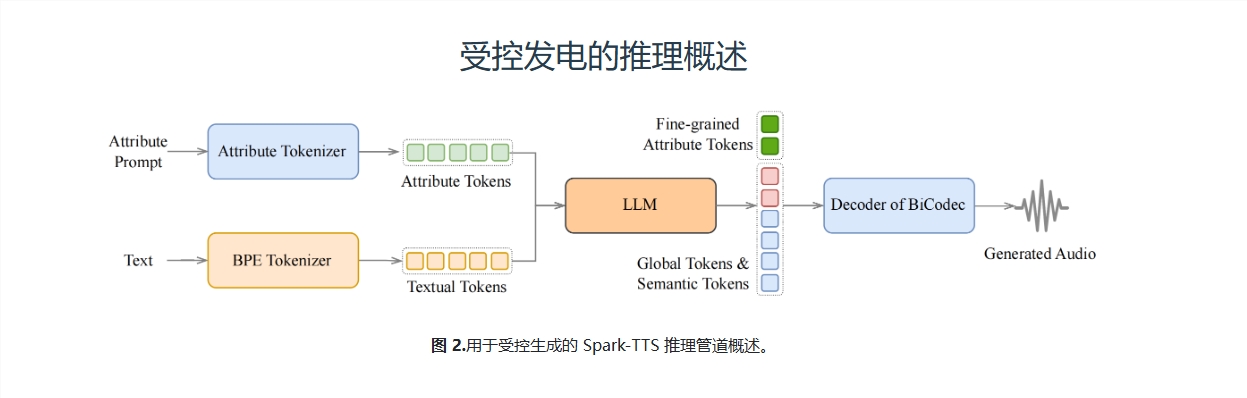 受控发电的推理概述
Attribute
Prompt
Attribute Tokenizer
Attribute Tokens
Text
BPE Tokenizer
Textual Tokens
LLM
Fine-grained
Attribute Tokens
Global Tokens &
Semantic Tokens
Decoder of BiCodec
Generated Audio
图 2.用于受控生成的 Spark-TTS 推理管道概述。